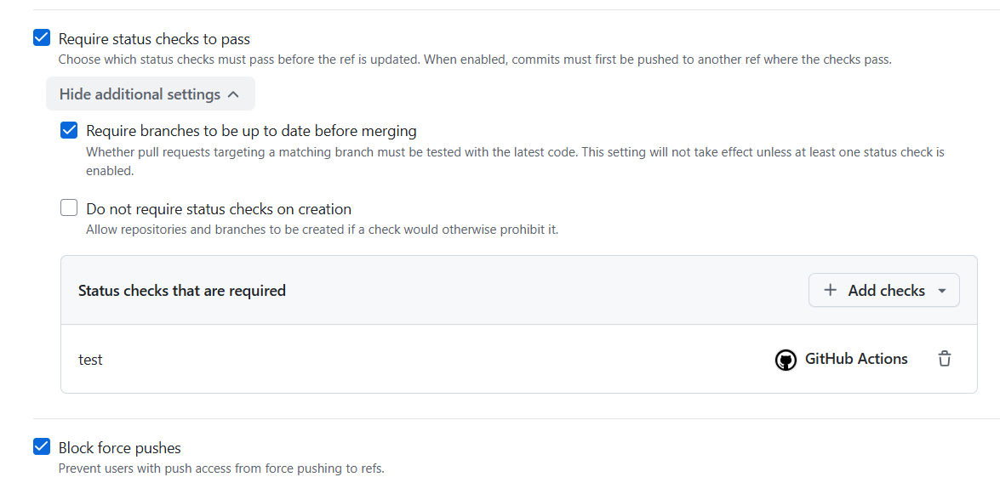 Require status checks to pass
Choose which status checks must pass before the ref is updated. When enabled, commits must first be pushed to another ref where the checks pass.
Hide additional settings
Require branches to be up to date before merging
Whether pull requests targeting a matching branch must be tested with the latest code. This setting will not take effect unless at least one status check is
enabled.
Do not require status checks on creation
Allow repositories and branches to be created if a check would otherwise prohibit it.
Status checks that are required
Add checks
test
GitHub Actions
Block force pushes
Prevent users with push access from force pushing to refs.